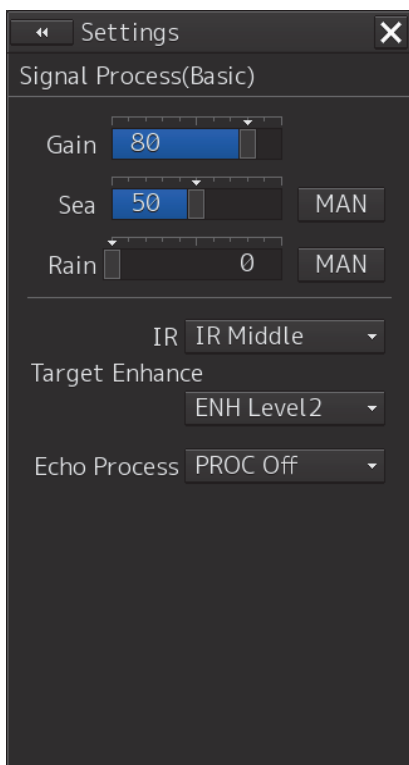 Settings
Signal Process(Basic)
Gain 80
Sea 50 MAN
Rain 0 MAN
IR IR Middle
Target Enhance
ENH Level2
Echo Process PROC Off